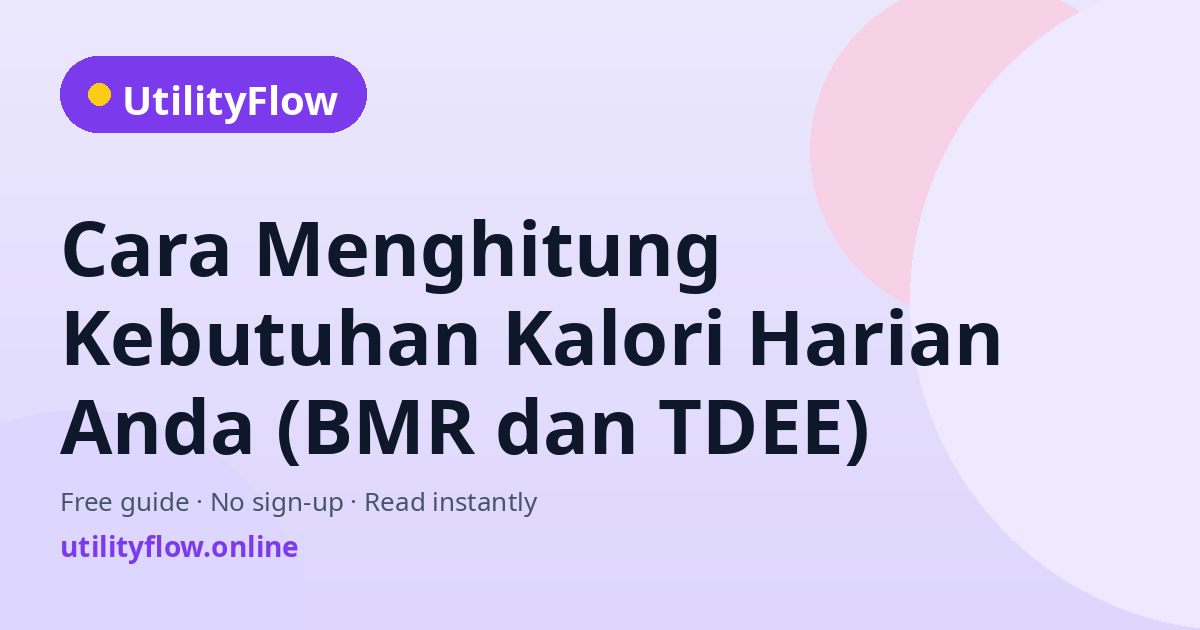 UtilityFlow
Cara Menghitung
Kebutuhan Kalori Harian
Anda (BMR dan TDEE)
Free guide · No sign-up · Read instantly
utilityflow.online